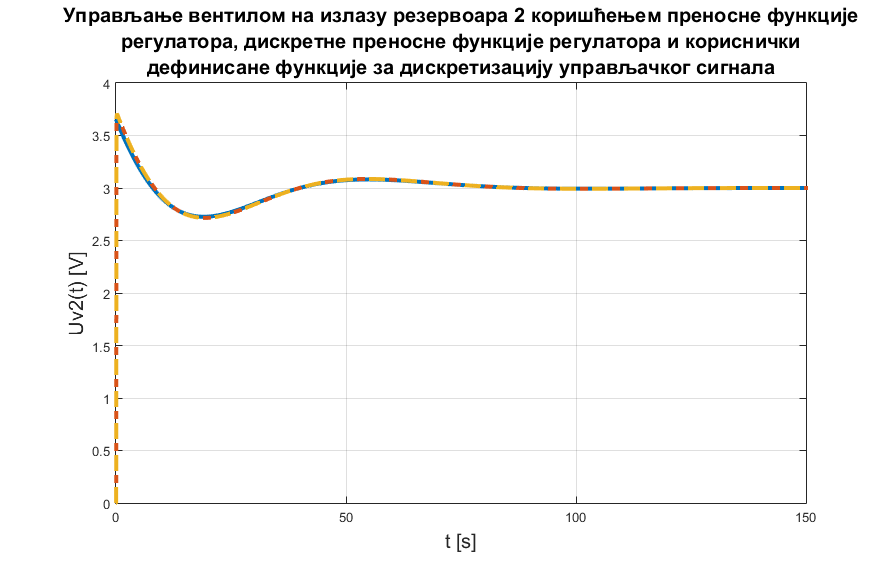 Управљање вентилом на излазу резервоара 2 коришћењем преносне функције
регулатора, дискретне преносне функције регулатора и кориснички
дефинисане функције за дискретизацију управљачког сигнала
4
3.5
3
2.5
2
1.5
1
0.5
0
Uv2(t) [V]
0 50 100 150
t [s]